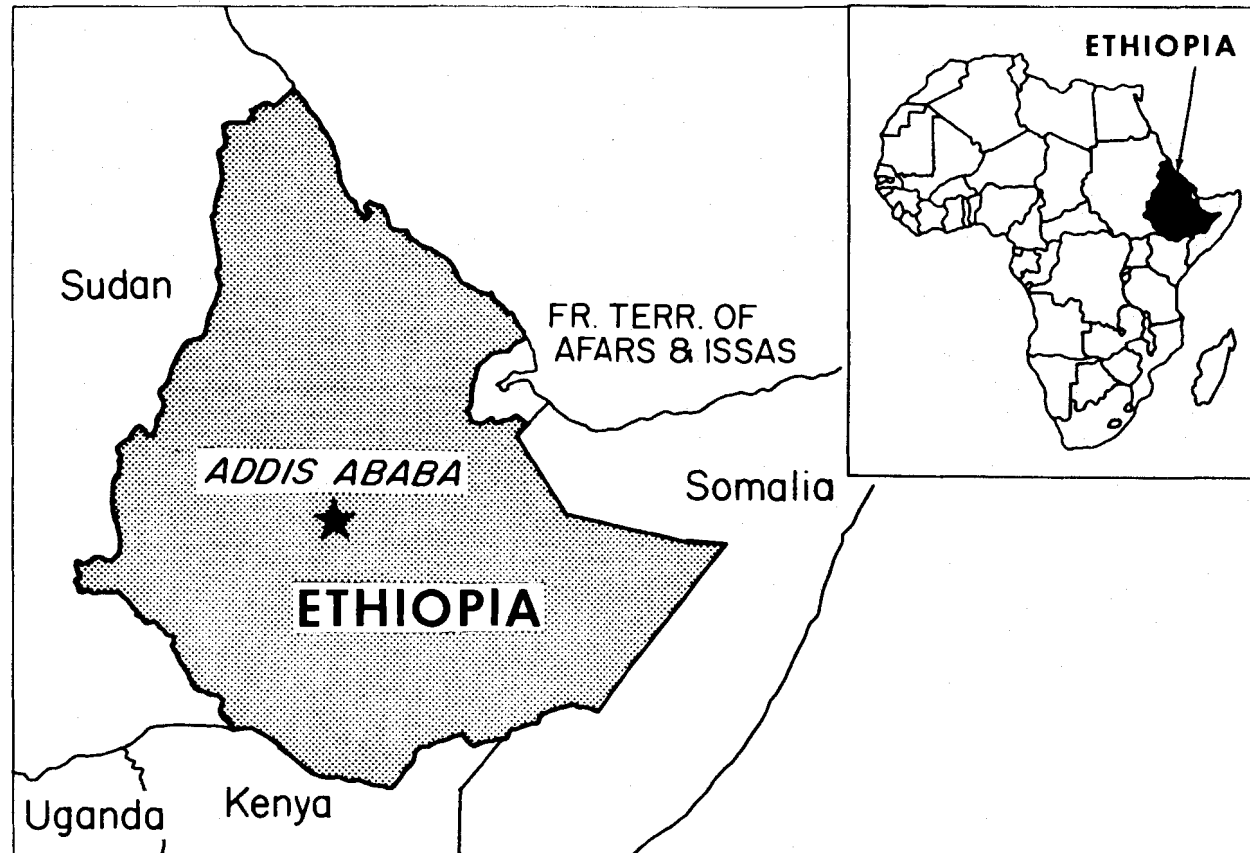 ETHIOPIA
Sudan
FR. TERR. OF
AFARS & ISSAS
ADDIS ABABA
Somalia
ETHIOPIA
Kenya
Uganda